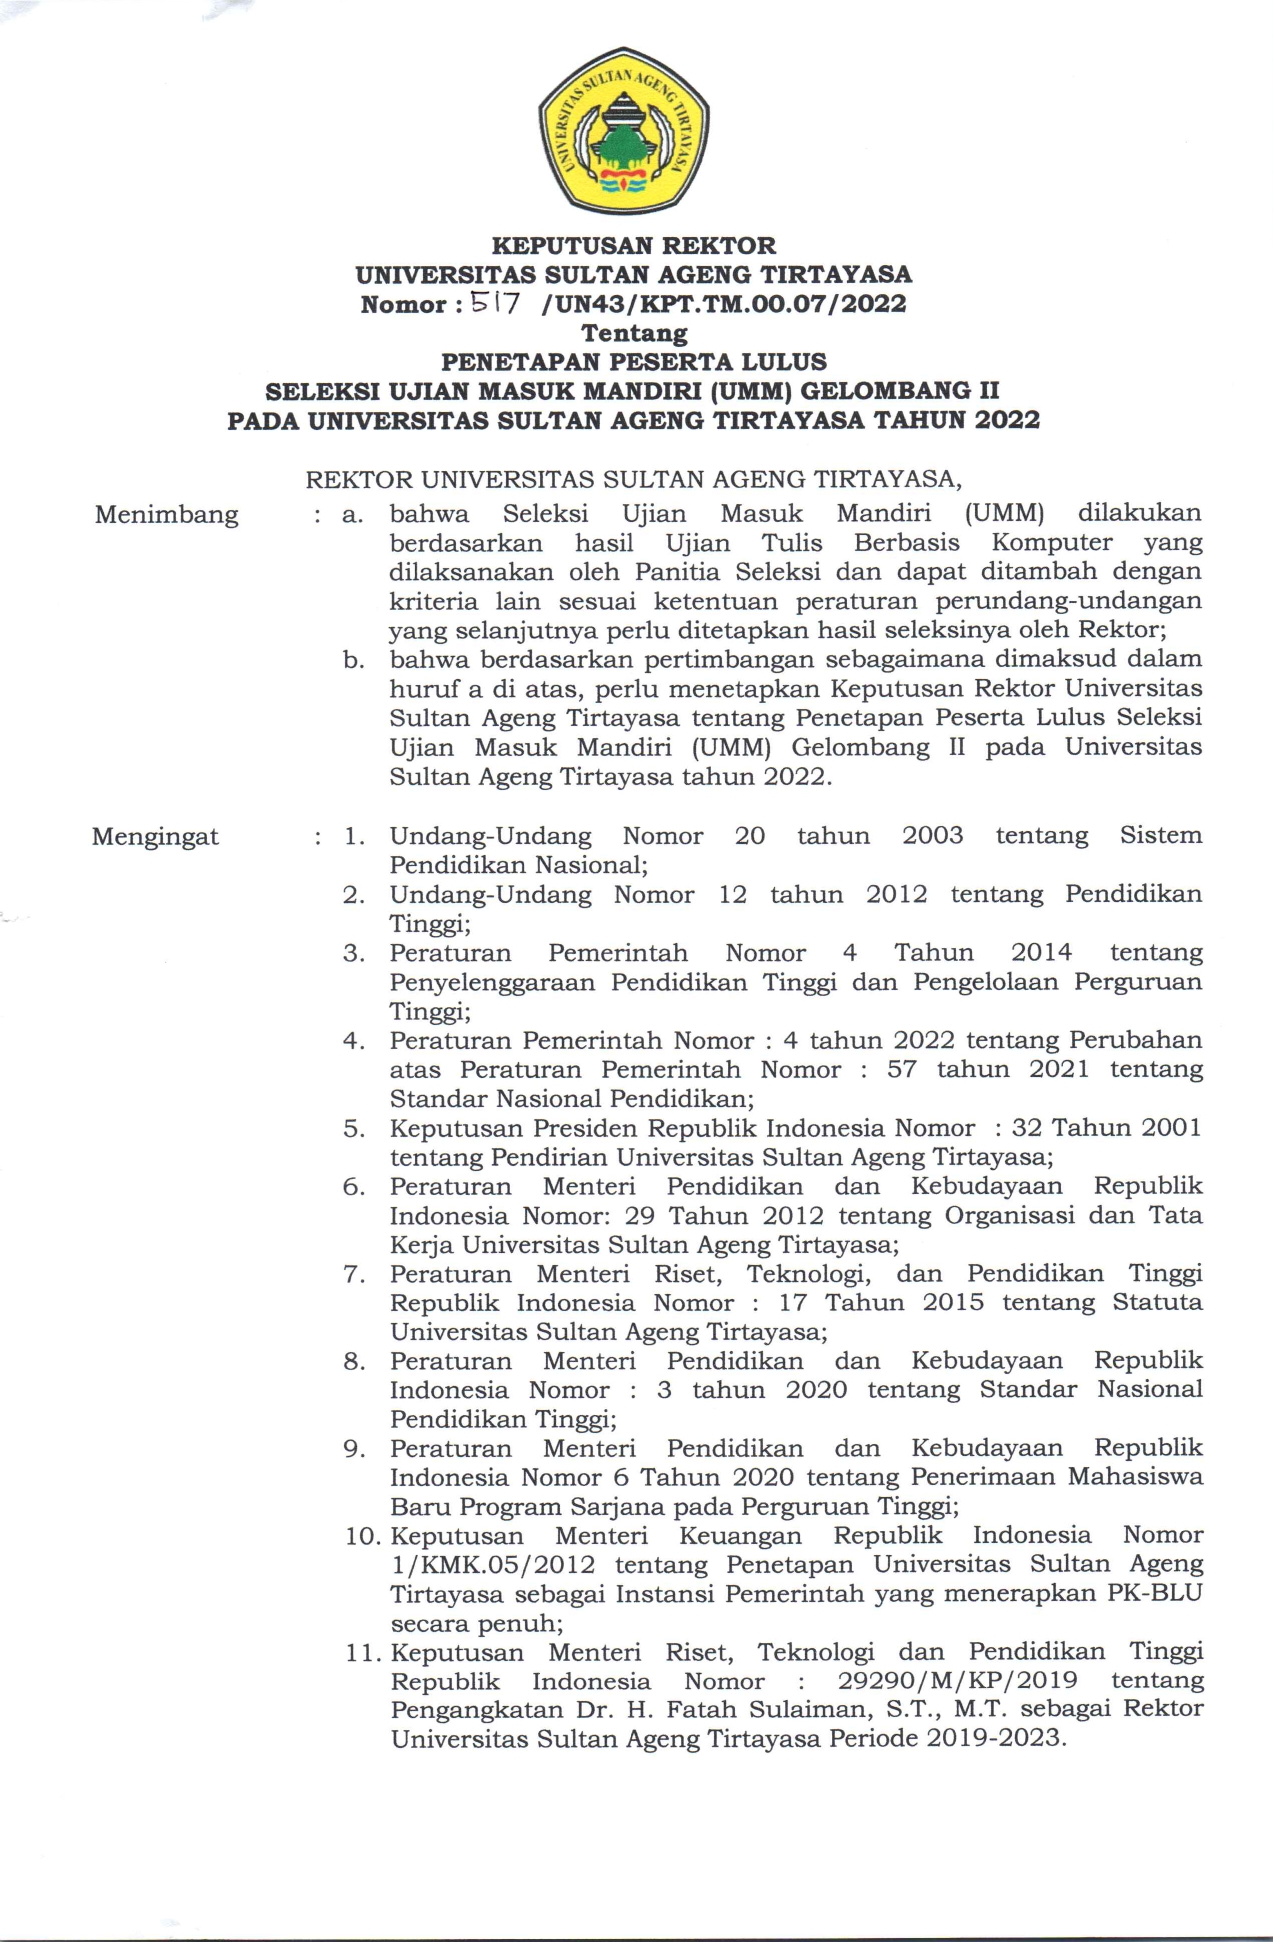 UNIVERSITAS SULTAN AGENG TIRTAYASA
KEPUTUSAN REKTOR
UNIVERSITAS SULTAN AGENG TIRTAYASA
Nomor : 517 /UN43/KPT.TM.00.07/2022
Tentang
PENETAPAN PESERTA LULUS
SELEKSI UJIAN MASUK MANDIRI (UMM) GELOMBANG II
PADA UNIVERSITAS SULTAN AGENG TIRTAYASA TAHUN 2022
REKTOR UNIVERSITAS SULTAN AGENG TIRTAYASA,
Menimbang : a. bahwa Seleksi Ujian Masuk Mandiri (UMM) dilakukan
berdasarkan hasil Ujian Tulis Berbasis Komputer yang
dilaksanakan oleh Panitia Seleksi dan dapat ditambah dengan
kriteria lain sesuai ketentuan peraturan perundang-undangan
yang selanjutnya perlu ditetapkan hasil seleksinya oleh Rektor;
b. bahwa berdasarkan pertimbangan sebagaimana dimaksud dalam
huruf a di atas, perlu menetapkan Keputusan Rektor Universitas
Sultan Ageng Tirtayasa tentang Penetapan Peserta Lulus Seleksi
Ujian Masuk Mandiri (UMM) Gelombang II pada Universitas
Sultan Ageng Tirtayasa tahun 2022.
Mengingat : 1. Undang-Undang Nomor 20 tahun 2003 tentang Sistem
Pendidikan Nasional;
2. Undang-Undang Nomor 12 tahun 2012 tentang Pendidikan
Tinggi;
3. Peraturan Pemerintah Nomor 4 Tahun 2014 tentang
Penyelenggaraan Pendidikan Tinggi dan Pengelolaan Perguruan
Tinggi;
4. Peraturan Pemerintah Nomor : 4 tahun 2022 tentang Perubahan
atas Peraturan Pemerintah Nomor : 57 tahun 2021 tentang
Standar Nasional Pendidikan;
5. Keputusan Presiden Republik Indonesia Nomor : 32 Tahun 2001
tentang Pendirian Universitas Sultan Ageng Tirtayasa;
6. Peraturan Menteri Pendidikan dan Kebudayaan Republik
Indonesia Nomor: 29 Tahun 2012 tentang Organisasi dan Tata
Kerja Universitas Sultan Ageng Tirtayasa;
7. Peraturan Menteri Riset, Teknologi, dan Pendidikan Tinggi
Republik Indonesia Nomor : 17 Tahun 2015 tentang Statuta
Universitas Sultan Ageng Tirtayasa;
8. Peraturan Menteri Pendidikan dan Kebudayaan Republik
Indonesia Nomor : 3 tahun 2020 tentang Standar Nasional
Pendidikan Tinggi;
9. Peraturan Menteri Pendidikan dan Kebudayaan Republik
Indonesia Nomor 6 Tahun 2020 tentang Penerimaan Mahasiswa
Baru Program Sarjana pada Perguruan Tinggi;
10. Keputusan Menteri Keuangan Republik Indonesia Nomor
1/KMK.05/2012 tentang Penetapan Universitas Sultan Ageng
Tirtayasa sebagai Instansi Pemerintah yang menerapkan PK-BLU
secara penuh;
11. Keputusan Menteri Riset, Teknologi dan Pendidikan Tinggi
Republik Indonesia Nomor : 29290/M/KP/2019 tentang
Pengangkatan Dr. H. Fatah Sulaiman, S.T., M.T. sebagai Rektor
Universitas Sultan Ageng Tirtayasa Periode 2019-2023.